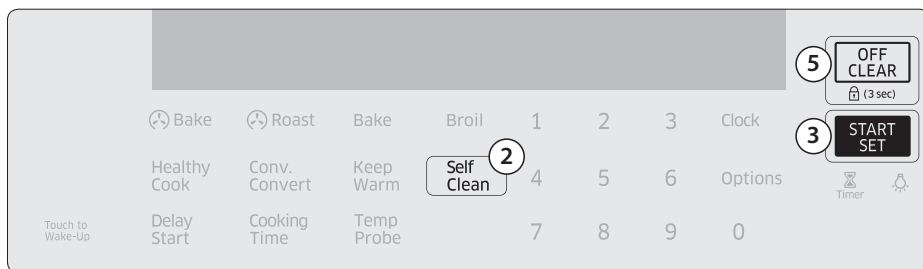 5
OFF
CLEAR
(3 sec)
Bake
Roast
Bake
Broil
1
2
3
Clock
3
START
SET
Healthy
Cook
Conv.
Convert
Keep
Warm
2
Self
Clean
4
5
6
Options
Timer
Touch to
Wake-Up
Delay
Start
Cooking
Time
Temp
Probe
7
8
9
0